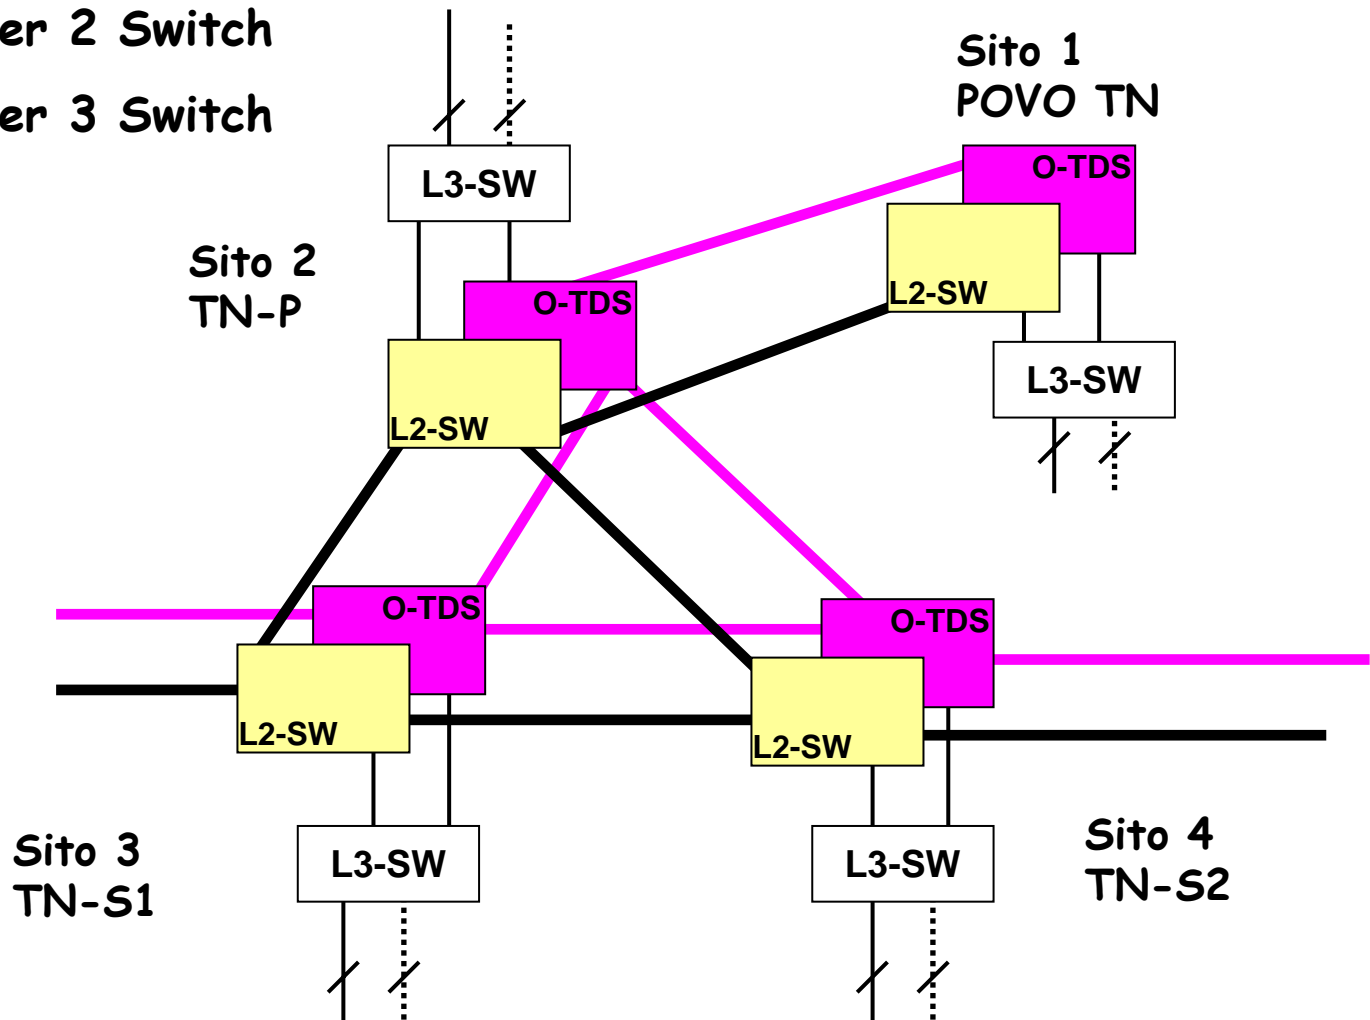 er 2 Switch
er 3 Switch
Sito 1
POVO TN
L3-SW
O-TDS
Sito 2
TN-P
O-TDS
L2-SW
L3-SW
L2-SW
O-TDS
O-TDS
L2-SW
L2-SW
Sito 3
TN-S1
L3-SW
L3-SW
Sito 4
TN-S2